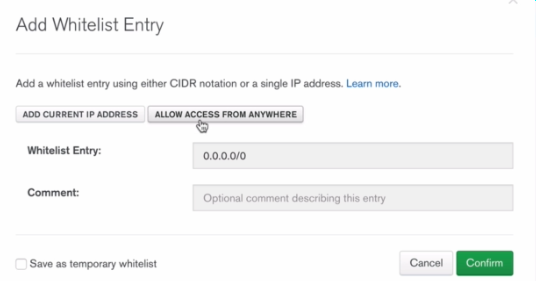 Add Whitelist Entry
Add a whitelist entry using either CIDR notation or a single IP address. Learn more.
ADD CURRENT IP ADDRESS ALLOW ACCESS FROM ANYWHERE
Whitelist Entry: 0.0.0.0/0
Comment: Optional comment describing this entry
Save as temporary whitelist Cancel Confirm